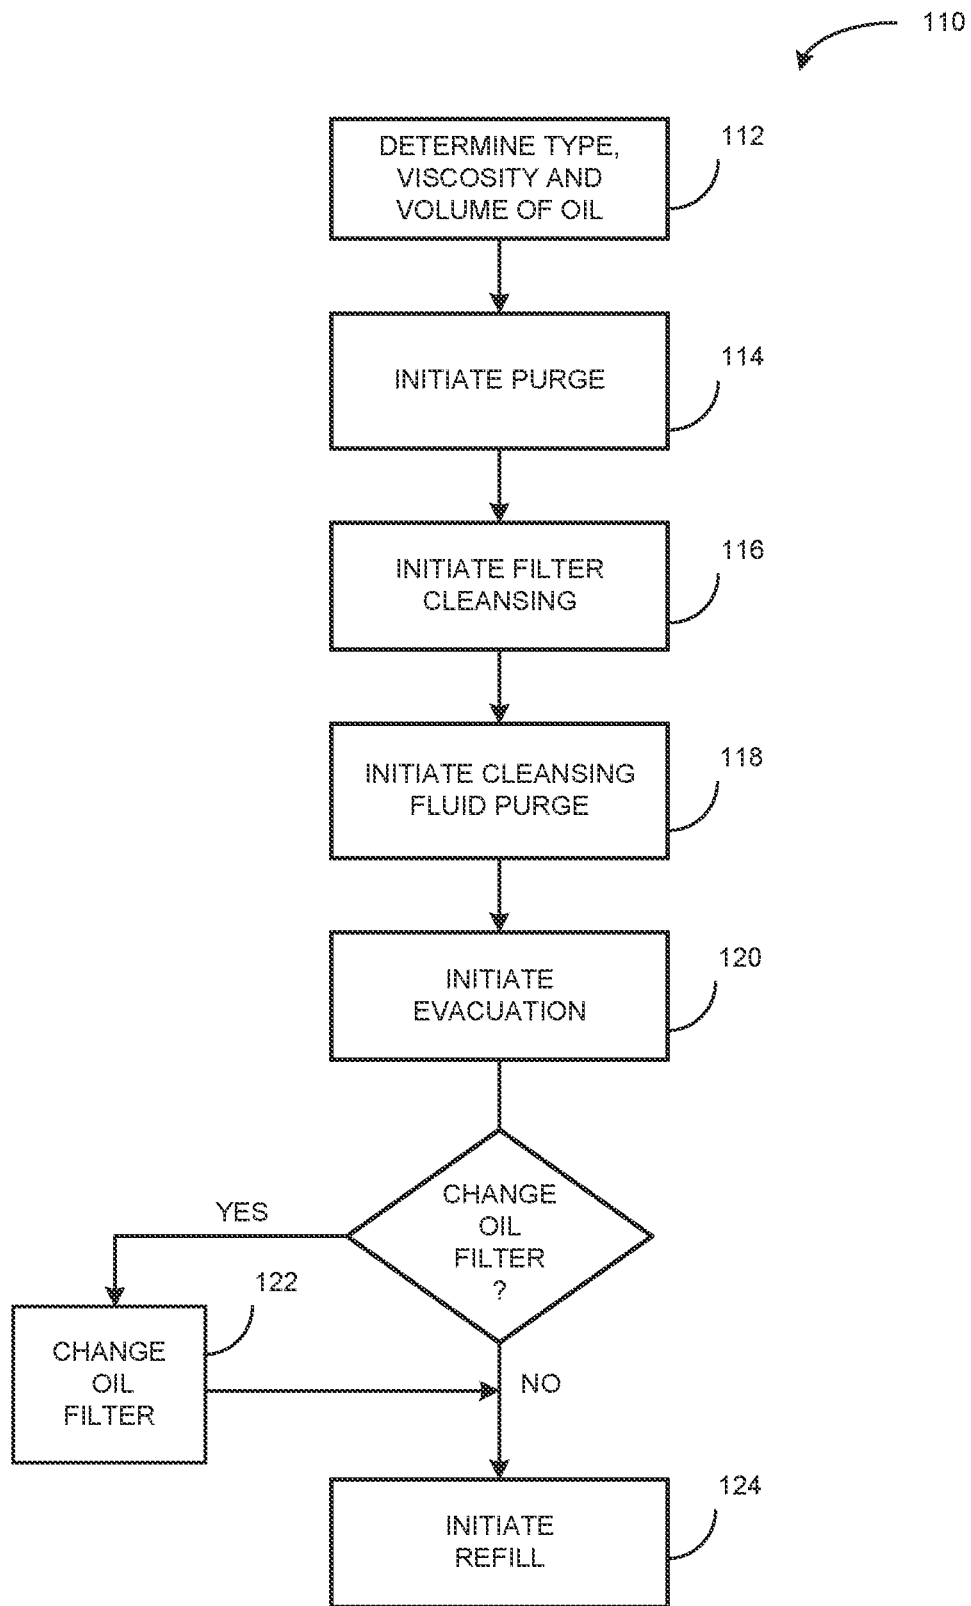 110
DETERMINE TYPE,
VISCOSITY AND
VOLUME OF OIL
112
INITIATE PURGE
114
INITIATE FILTER
CLEANSING
116
INITIATE CLEANSING
FLUID PURGE
118
INITIATE
EVACUATION
120
CHANGE
OIL
FILTER
?
YES
122
CHANGE
OIL
FILTER
NO
INITIATE
REFILL
124